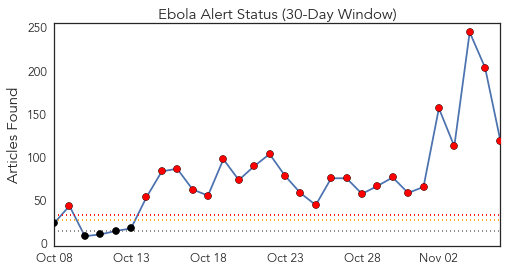 Ebola Alert Status (30-Day Window)
Articles Found
250
200
150
100
50
0
Oct 08
Oct 13
Oct 18
Oct 23
Oct 28
Nov 02